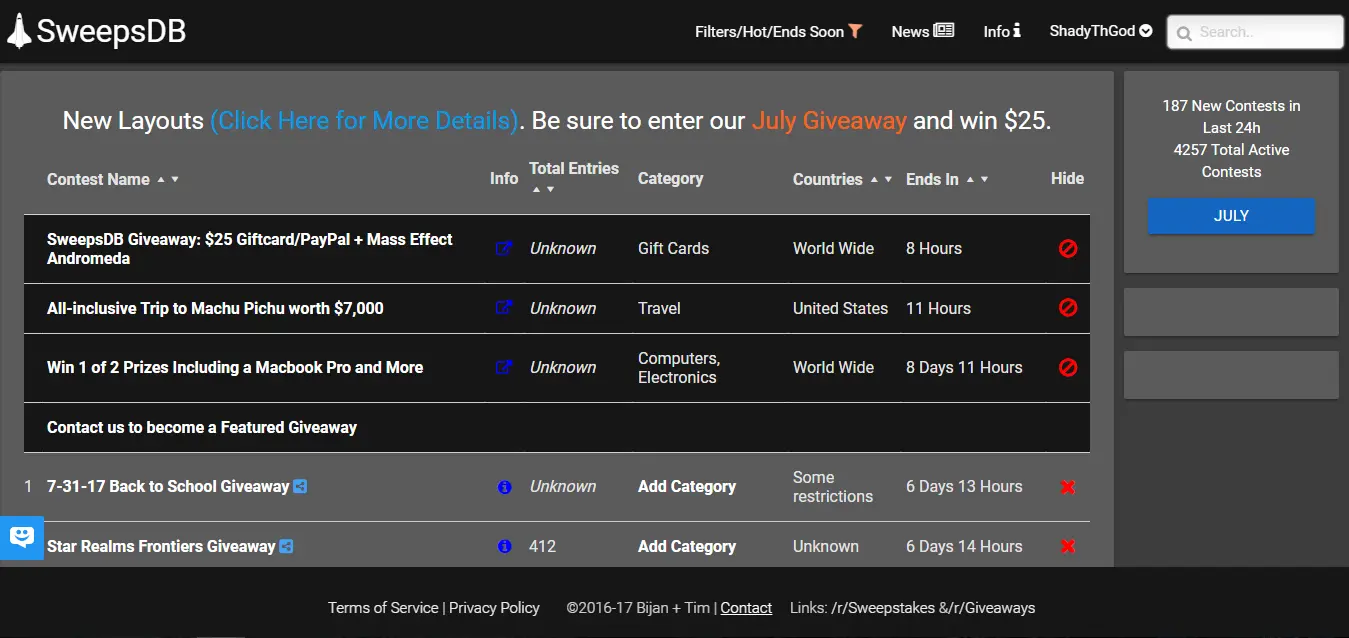 SweepsDB
Filters/Hot/Ends Soon
News
Info
ShadyThGod
Search..
New Layouts (Click Here for More Details). Be sure to enter our July Giveaway and win $25.
Contest Name
Info
Total Entries
Category
Countries
Ends In
Hide
SweepsDB Giveaway: $25 Giftcard/PayPal + Mass Effect
Andromeda
Unknown
Gift Cards
World Wide
8 Hours
All-inclusive Trip to Machu Pichu worth $7,000
Unknown
Travel
United States
11 Hours
Win 1 of 2 Prizes Including a Macbook Pro and More
Unknown
Computers,
Electronics
World Wide
8 Days 11 Hours
Contact us to become a Featured Giveaway
1
7-31-17 Back to School Giveaway
Unknown
Add Category
Some
restrictions
6 Days 13 Hours
Star Realms Frontiers Giveaway
412
Add Category
Unknown
6 Days 14 Hours
187 New Contests in
Last 24h
4257 Total Active
Contests
JULY
Terms of Service | Privacy Policy
©2016-17 Bijan + Tim | Contact
Links: /r/Sweepstakes &/r/Giveaways